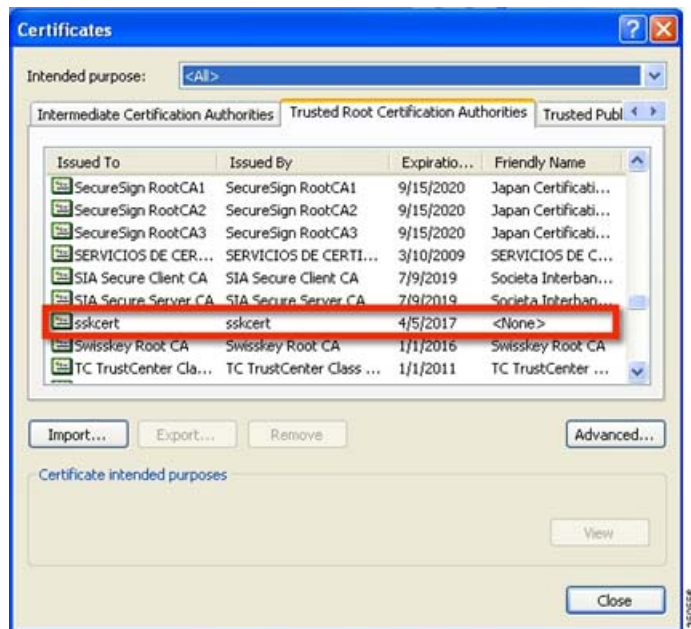 Certificates
Intended purpose: <All>
Intermediate Certification Authorities Trusted Root Certification Authorities Trusted Publ
Issued To Issued By Expiratio... Friendly Name
SecureSign RootCA1 SecureSign RootCA1 9/15/2020 Japan Certificati...
SecureSign RootCA2 SecureSign RootCA2 9/15/2020 Japan Certificati...
SecureSign RootCA3 SecureSign RootCA3 9/15/2020 Japan Certificati...
SERVICIOS DE CER... SERVICIOS DE CERTI... 3/10/2009 SERVICIOS DE C...
SIA Secure Client CA SIA Secure Client CA 7/9/2019 Societa Interban...
SIA Secure Server CA SIA Secure Server CA 7/9/2019 Societa Interban...
sskcert sskcert 4/5/2017 <None>
Swisskey Root CA Swisskey Root CA 1/1/2016 Swisskey Root CA
TC TrustCenter Cla... TC TrustCenter Class ... 1/1/2011 TC TrustCenter ...
Import... Export... Remove Advanced...
Certificate intended purposes
View
Close